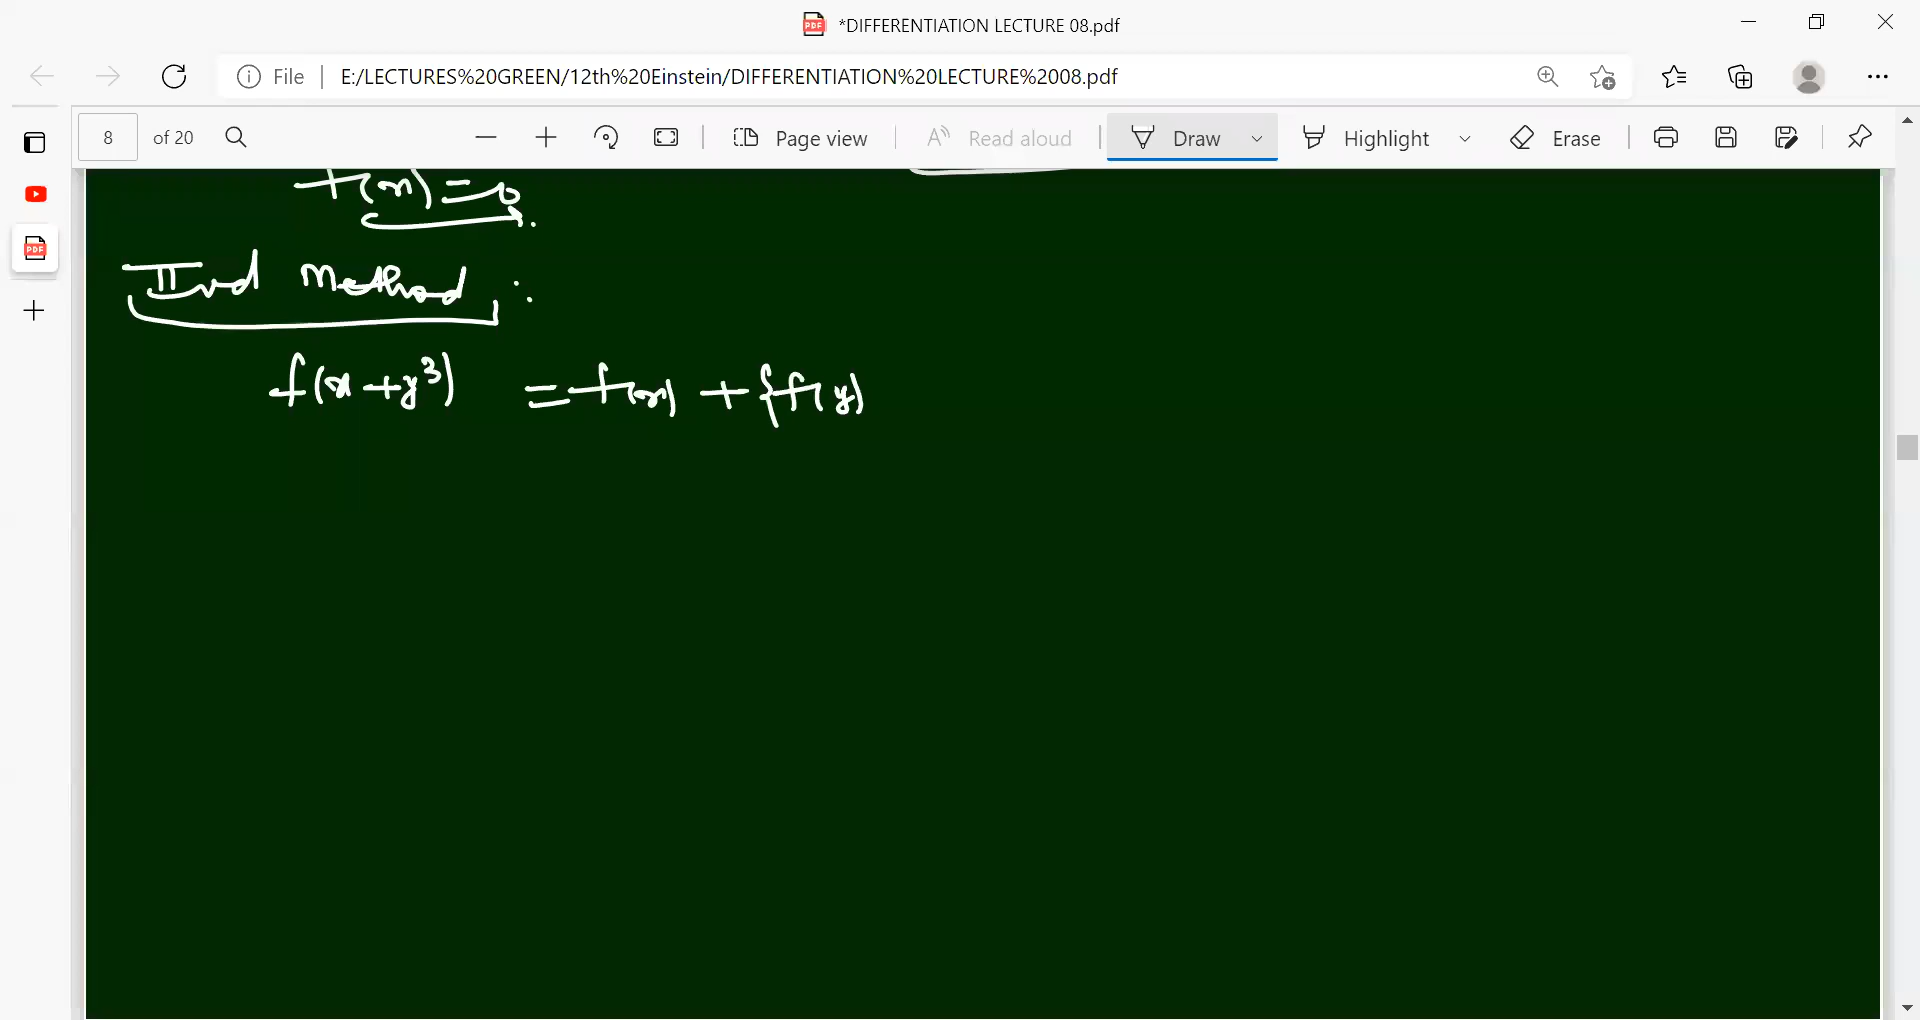 *DIFFERENTIATION LECTURE 08.pdf
File | E:/LECTURES%20GREEN/12th%20Einstein/DIFFERENTIATION%20LECTURE%2008.pdf
8 of 20 Page view Read aloud Draw Highlight Erase
f(x) = 0
IInd Method :
f(x + y³) = f(x) + {f(y)